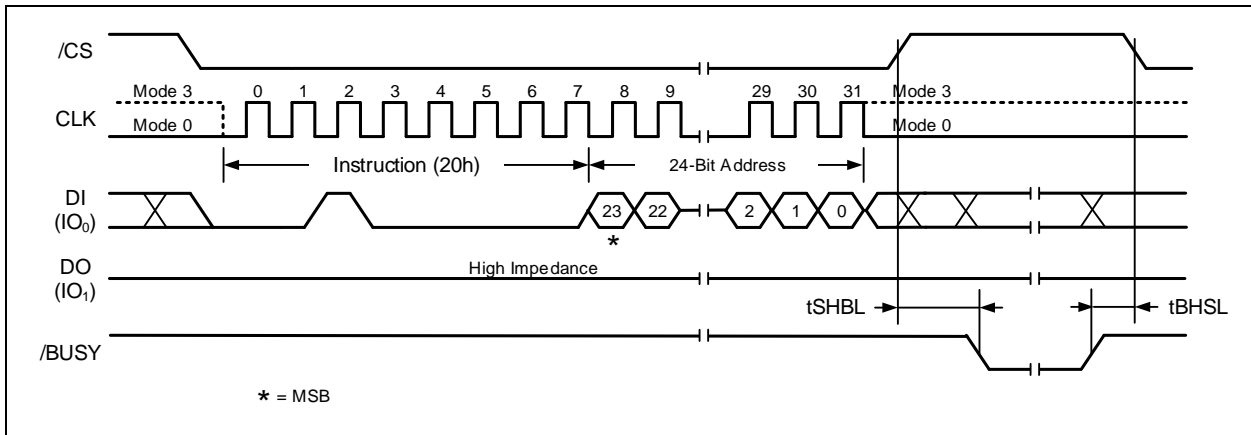 /CS
Mode 3 0 1 2 3 4 5 6 7 8 9 29 30 31 Mode 3
CLK
Mode 0 Mode 0
Instruction (20h) 24-Bit Address
DI
(IO₀)
23 22 2 1 0
*
DO
(IO₁)
High Impedance
tSHBL tBHSL
/BUSY
* = MSB